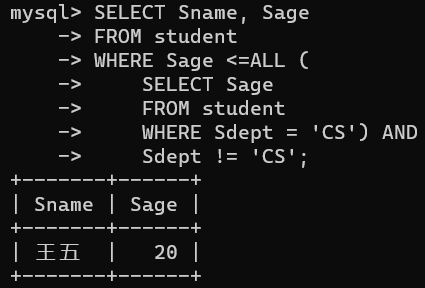 mysql> SELECT Sname, Sage
    -> FROM student
    -> WHERE Sage <=ALL (
    ->     SELECT Sage
    ->     FROM student
    ->     WHERE Sdept = 'CS') AND
    ->     Sdept != 'CS';
+-------+------+
| Sname | Sage |
+-------+------+
| 王五  |   20 |
+-------+------+